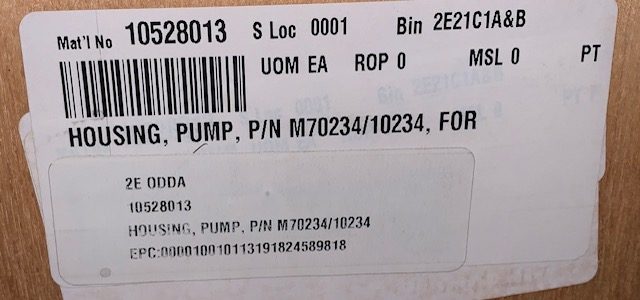 Mat'l No 10528013 S Loc 0001 Bin 2E21C1A&B
UOM EA ROP 0 MSL 0 PT
HOUSING, PUMP, P/N M70234/10234, FOR
2E ODDA
10528013
HOUSING, PUMP, P/N M70234/10234
EPC:000010010113191824589818